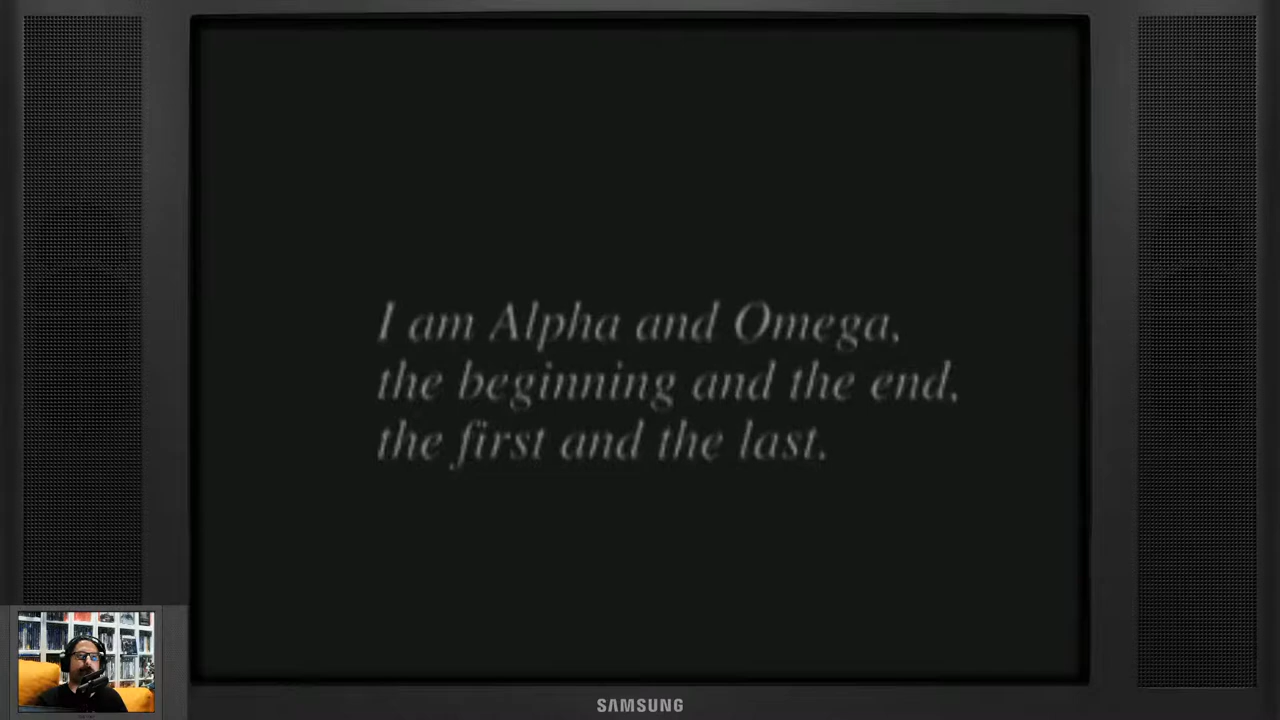 I am Alpha and Omega,
the beginning and the end,
the first and the last.
SAMSUNG